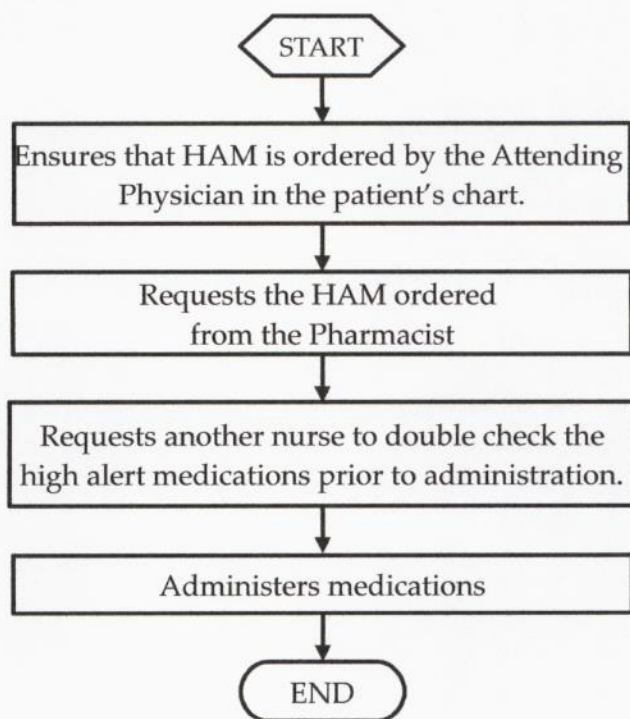 START
Ensures that HAM is ordered by the Attending
Physician in the patient's chart.
Requests the HAM ordered
from the Pharmacist
Requests another nurse to double check the
high alert medications prior to administration.
Administers medications
END